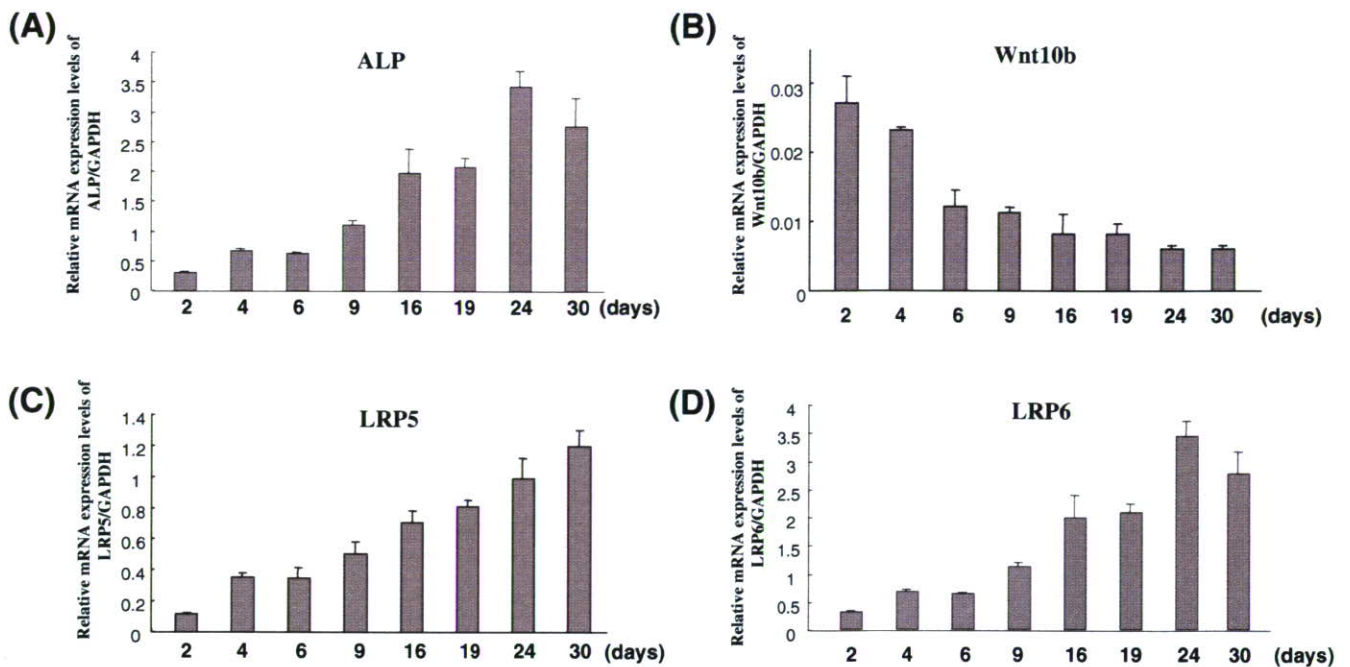 (A)
ALP
Relative mRNA expression levels of
ALP/GAPDH
4
3.5
3
2.5
2
1.5
1
0.5
0
2 4 6 9 16 19 24 30 (days)
(B)
Wnt10b
Relative mRNA expression levels of
Wnt10b/GAPDH
0.03
0.02
0.01
0
2 4 6 9 16 19 24 30 (days)
(C)
LRP5
Relative mRNA expression levels of
LRP5/GAPDH
1.4
1.2
1
0.8
0.6
0.4
0.2
0
2 4 6 9 16 19 24 30 (days)
(D)
LRP6
Relative mRNA expression levels of
LRP6/GAPDH
4
3.5
3
2.5
2
1.5
1
0.5
0
2 4 6 9 16 19 24 30 (days)